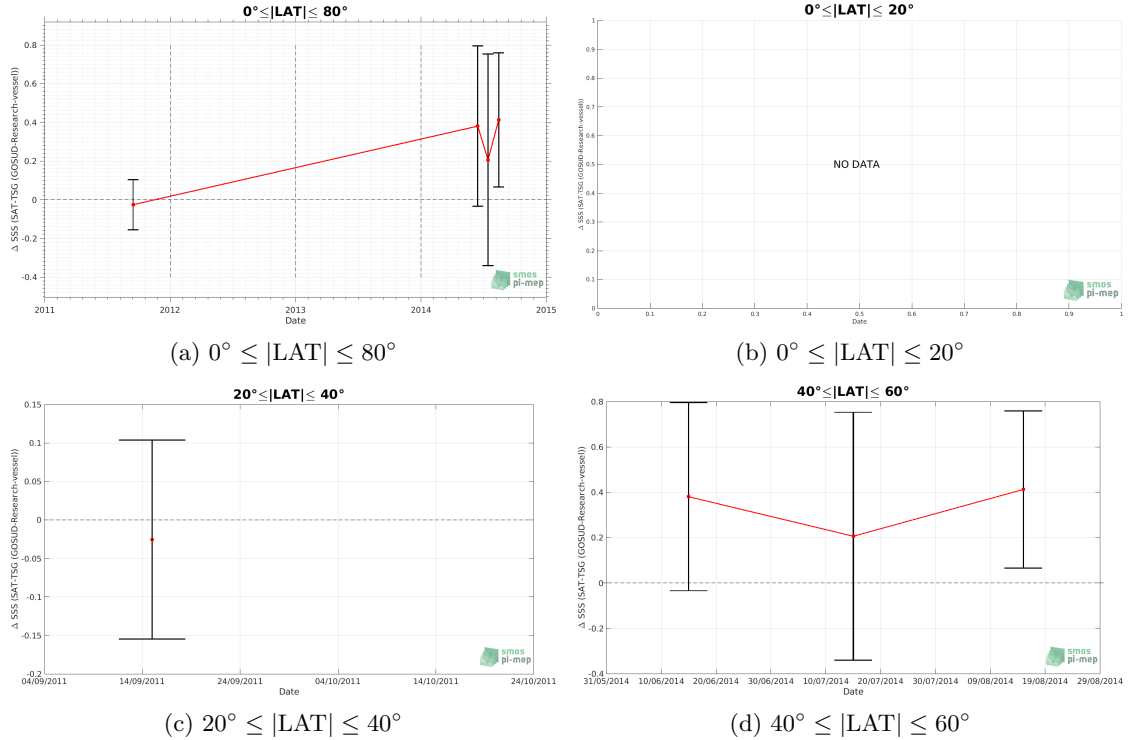 0°≤|LAT|≤ 80°
Δ SSS (SAT-TSG (GOSUD-Research-vessel))
0.8
0.6
0.4
0.2
0
-0.2
-0.4
2011
2012
2013
2014
2015
Date
smos
pi-mep
(a) 0° ≤ |LAT| ≤ 80°
0°≤|LAT|≤ 20°
Δ SSS (SAT-TSG (GOSUD-Research-vessel))
1
0.9
0.8
0.7
0.6
0.5
0.4
0.3
0.2
0.1
0
NO DATA
0
0.1
0.2
0.3
0.4
0.5
0.6
0.7
0.8
0.9
1
Date
smos
pi-mep
(b) 0° ≤ |LAT| ≤ 20°
20°≤|LAT|≤ 40°
Δ SSS (SAT-TSG (GOSUD-Research-vessel))
0.15
0.1
0.05
0
-0.05
-0.1
-0.15
-0.2
04/09/2011
14/09/2011
24/09/2011
04/10/2011
14/10/2011
24/10/2011
Date
smos
pi-mep
(c) 20° ≤ |LAT| ≤ 40°
40°≤|LAT|≤ 60°
Δ SSS (SAT-TSG (GOSUD-Research-vessel))
0.8
0.6
0.4
0.2
0
-0.2
-0.4
31/05/2014
10/06/2014
20/06/2014
30/06/2014
10/07/2014
20/07/2014
30/07/2014
09/08/2014
19/08/2014
29/08/2014
Date
smos
pi-mep
(d) 40° ≤ |LAT| ≤ 60°